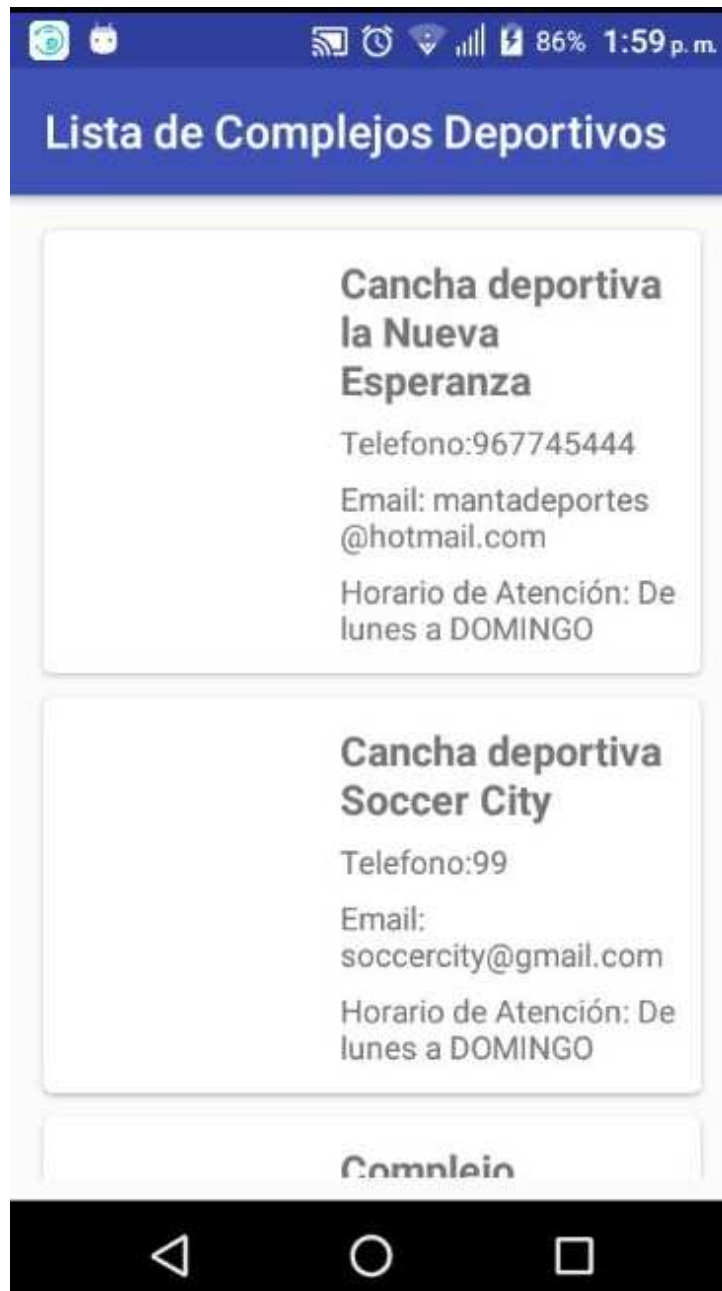 86% 1:59 p. m.
Lista de Complejos Deportivos
Cancha deportiva
la Nueva
Esperanza
Telefono:967745444
Email: mantadeportes
@hotmail.com
Horario de Atención: De
lunes a DOMINGO
Cancha deportiva
Soccer City
Telefono:99
Email:
soccercity@gmail.com
Horario de Atención: De
lunes a DOMINGO
Complejo